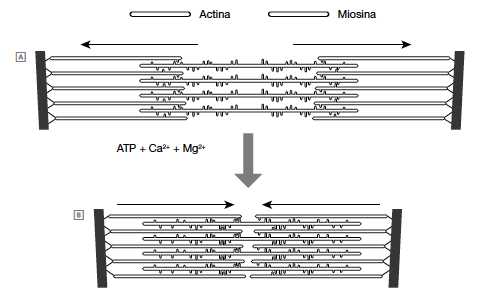 Actina Miosina
A
ATP + Ca²⁺ + Mg²⁺
B